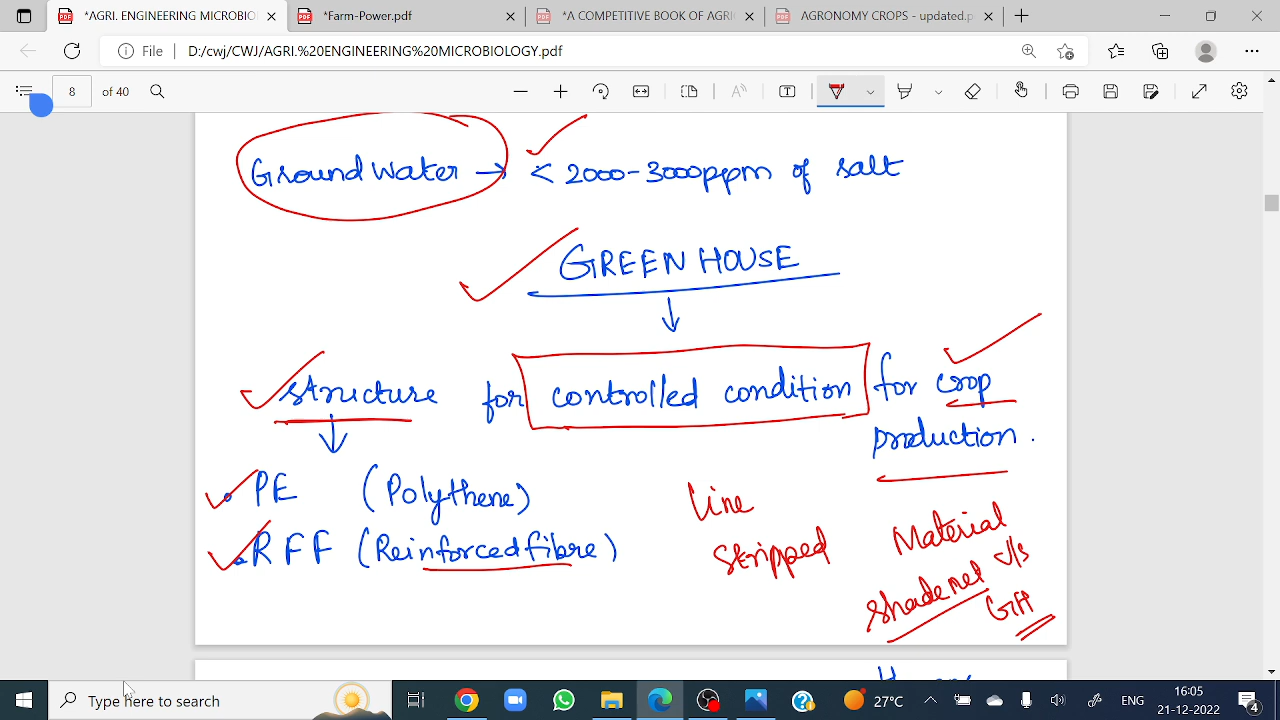 *AGRI. ENGINEERING MICROBIO
*Farm-Power.pdf
*A COMPETITIVE BOOK OF AGRI
AGRONOMY CROPS - updated.p
File
D:/cwj/CWJ/AGRI.%20ENGINEERING%20MICROBIOLOGY.pdf
8 of 40
Ground water → < 2000-3000ppm of salt
GREEN HOUSE
structure for controlled condition for crop
production.
• PE (Polythene)
• RFF (Reinforced fibre)
Line
Stripped
Material
shade net v/s
GH
Type here to search
27°C
ENG
16:05
21-12-2022
4